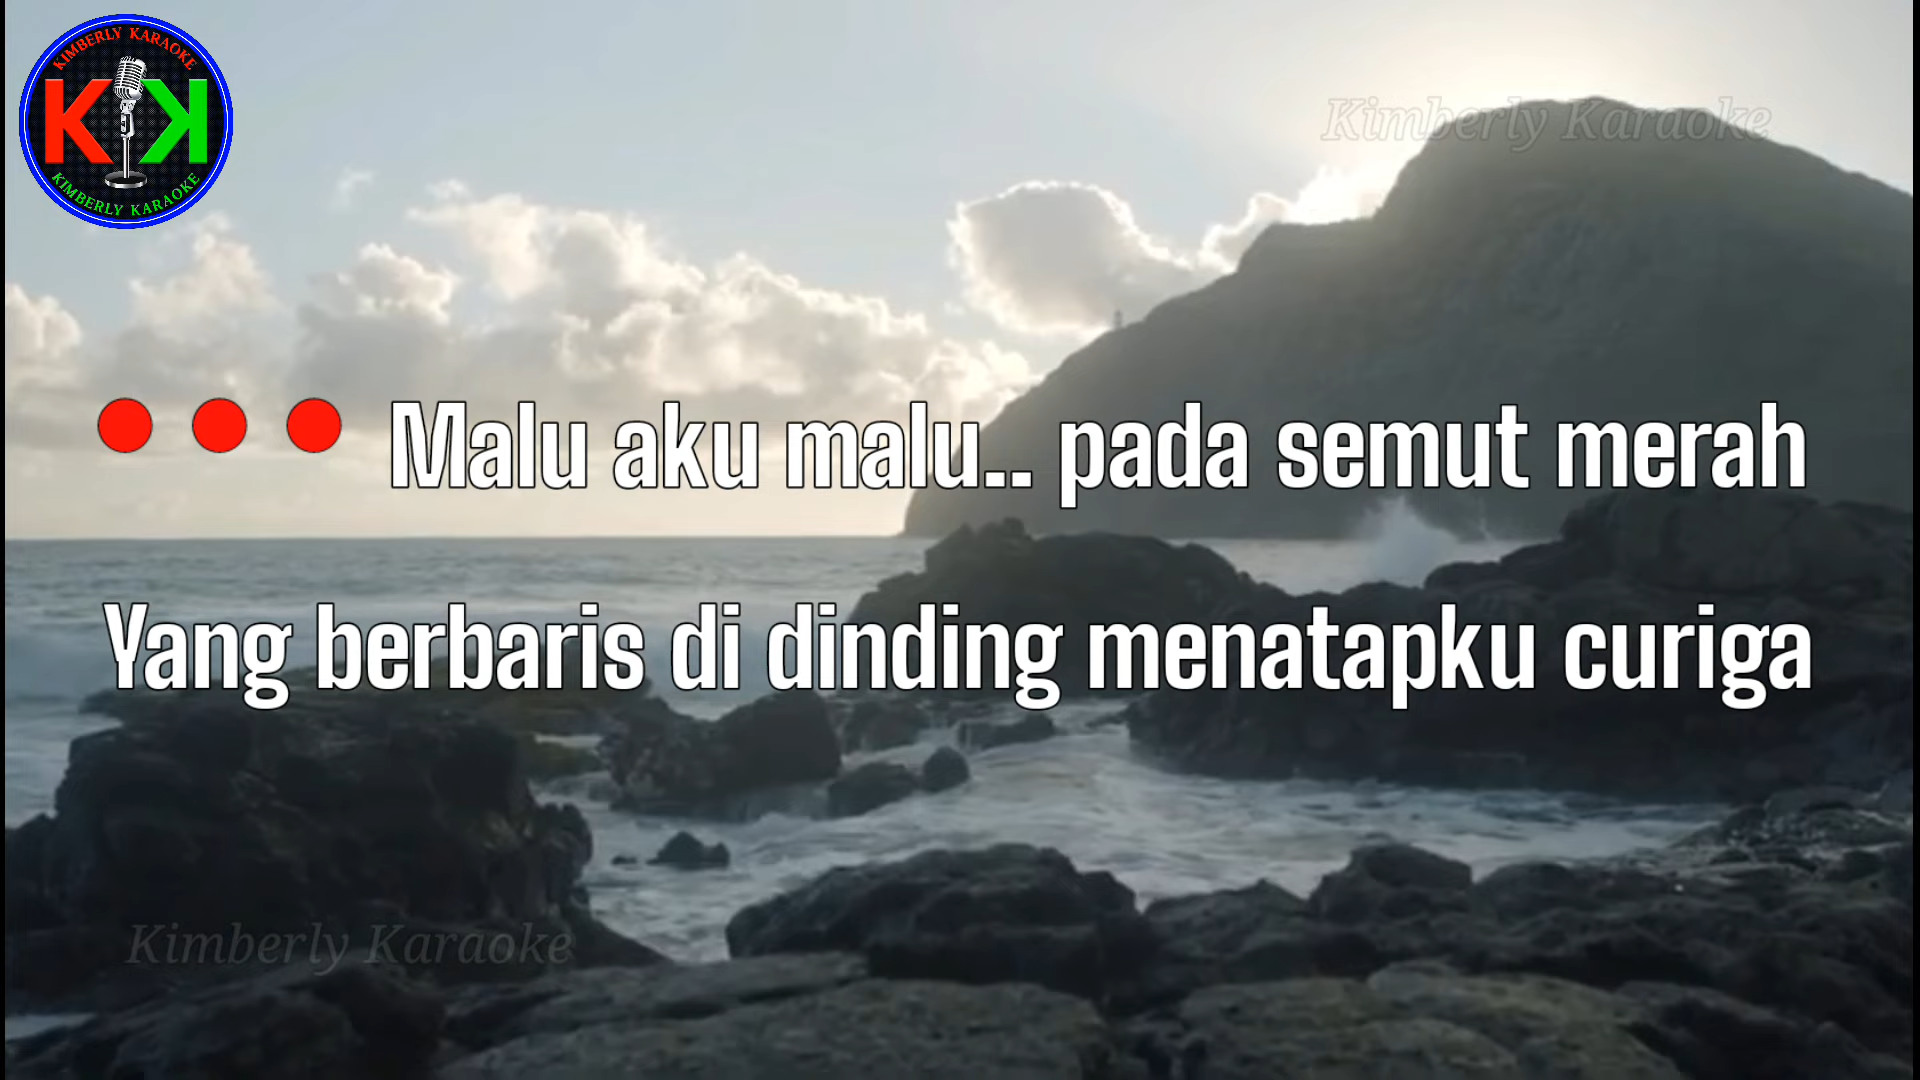 KIMBERLY KARAOKE
KK
KIMBERLY KARAOKE
Kimberly Karaoke
Malu aku malu.. pada semut merah
Yang berbaris di dinding menatapku curiga
Kimberly Karaoke